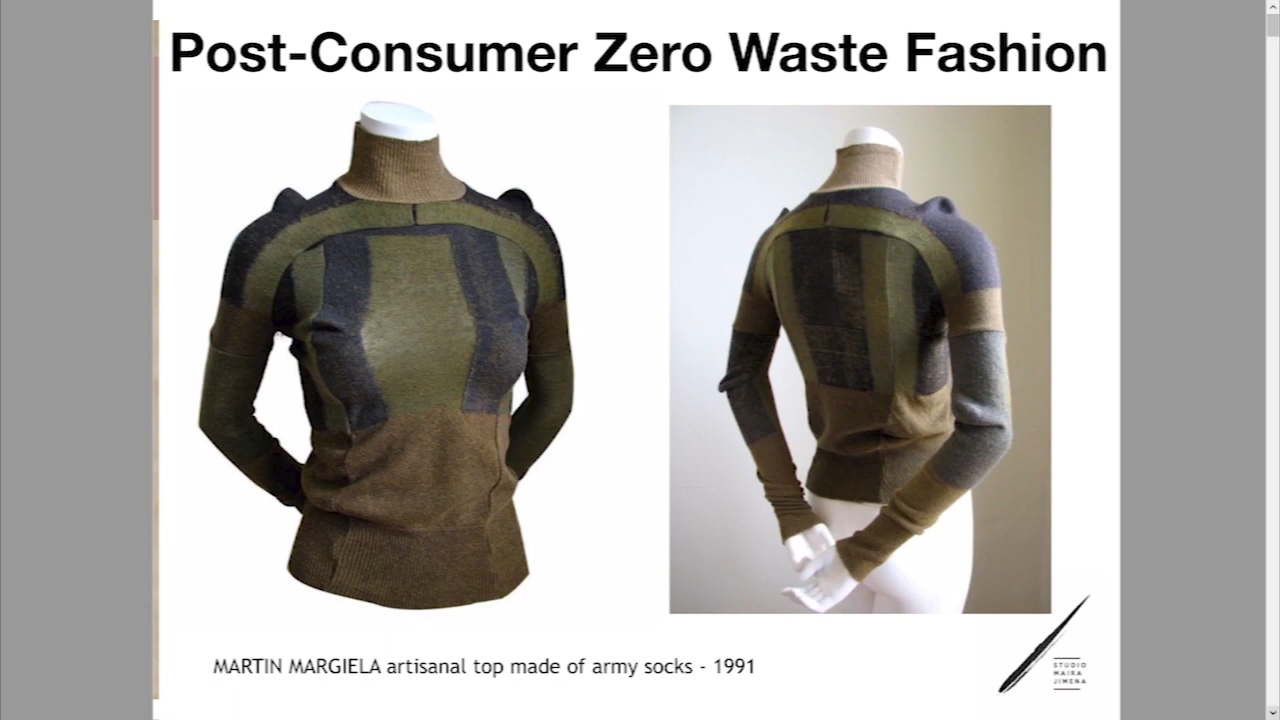 Post-Consumer Zero Waste Fashion
MARTIN MARGIELA artisanal top made of army socks - 1991
STUDIO
MAIRA
JIMENA